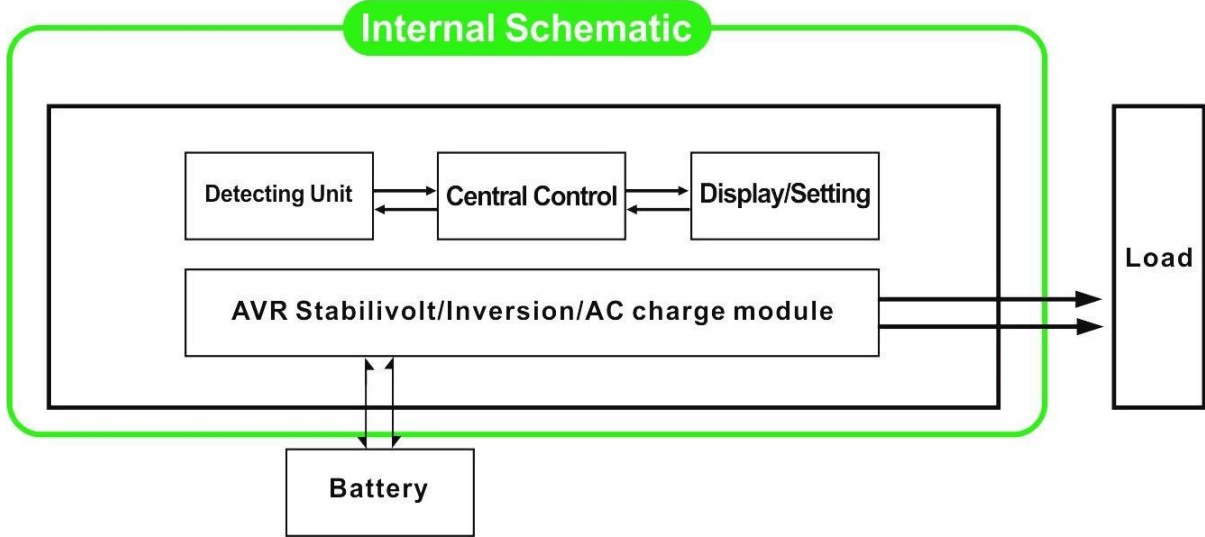 Internal Schematic
Detecting Unit
Central Control
Display/Setting
AVR Stabilivolt/Inversion/AC charge module
Load
Battery